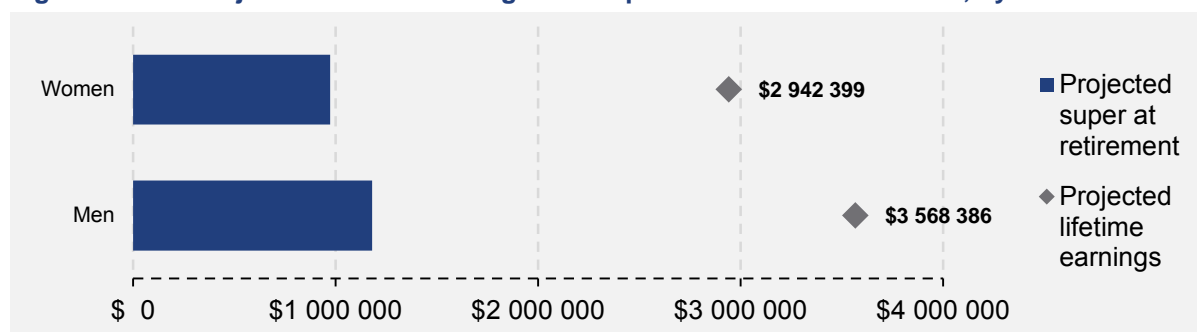 Women
$2 942 399
Men
$3 568 386
$ 0
$1 000 000
$2 000 000
$3 000 000
$4 000 000
Projected
super at
retirement
Projected
lifetime
earnings